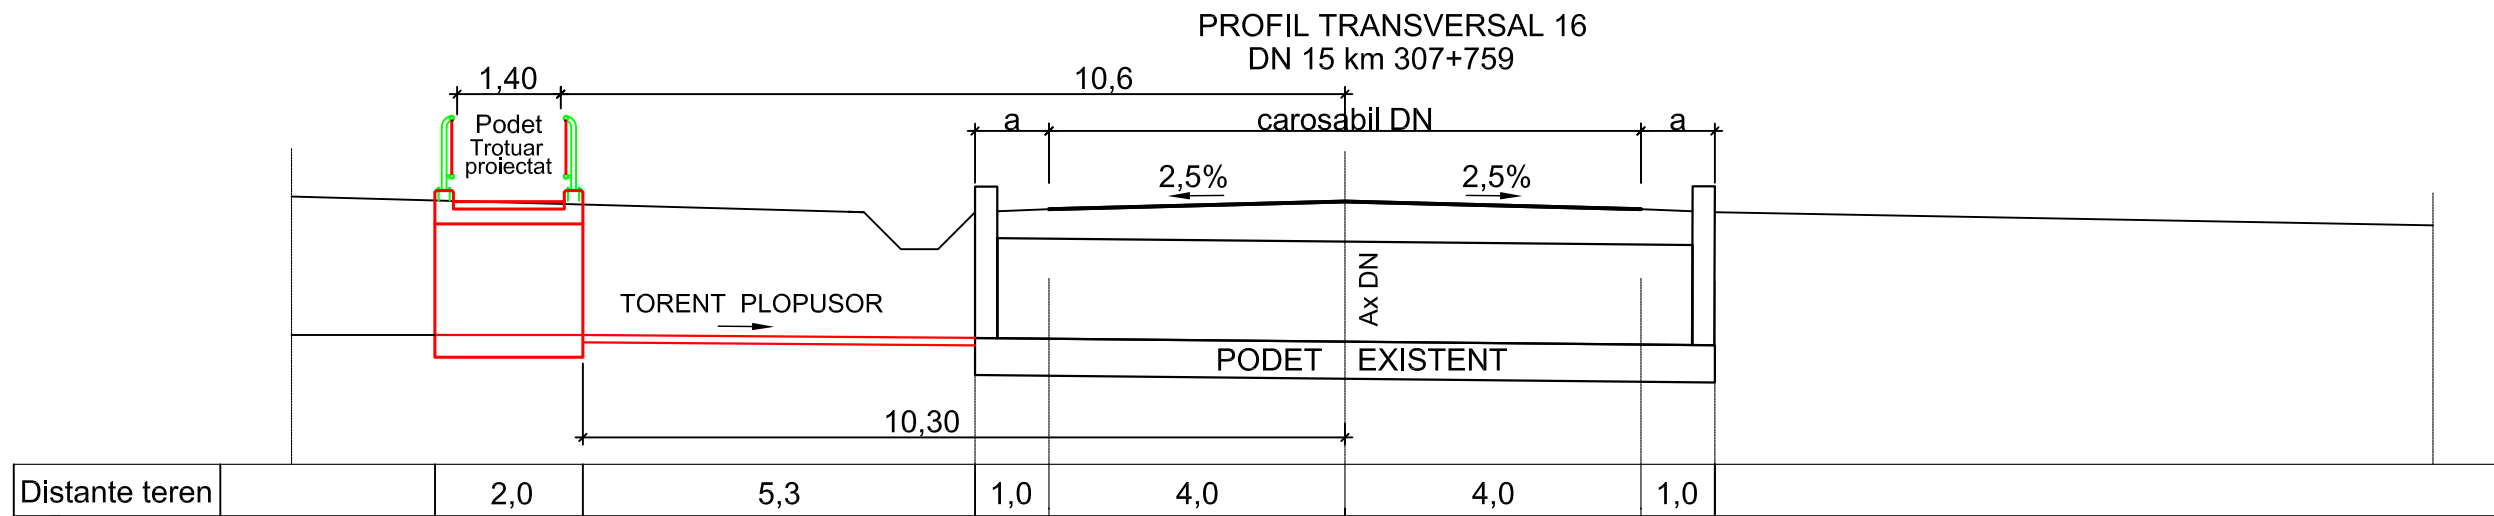 PROFIL TRANSVERSAL 16
DN 15 km 307+759
1,40
10,6
a
carosabil DN
a
Podet
Trotuar
proiectat
2,5%
2,5%
Ax DN
TORENT PLOPUSOR
PODET EXISTENT
10,30
Distante teren
2,0
5,3
1,0
4,0
4,0
1,0